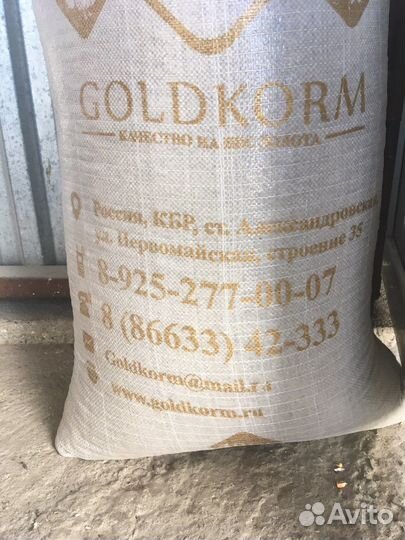 GOLDKORM
КАЧЕСТВО НА ВЕС ЗОЛОТА
Россия, КБР, ст. Александровская
ул. Первомайская, строение 35
8-925-277-00-07
8 (86633) 42-333
Goldkorm@mail.ru
www.goldkorm.ru
Avito